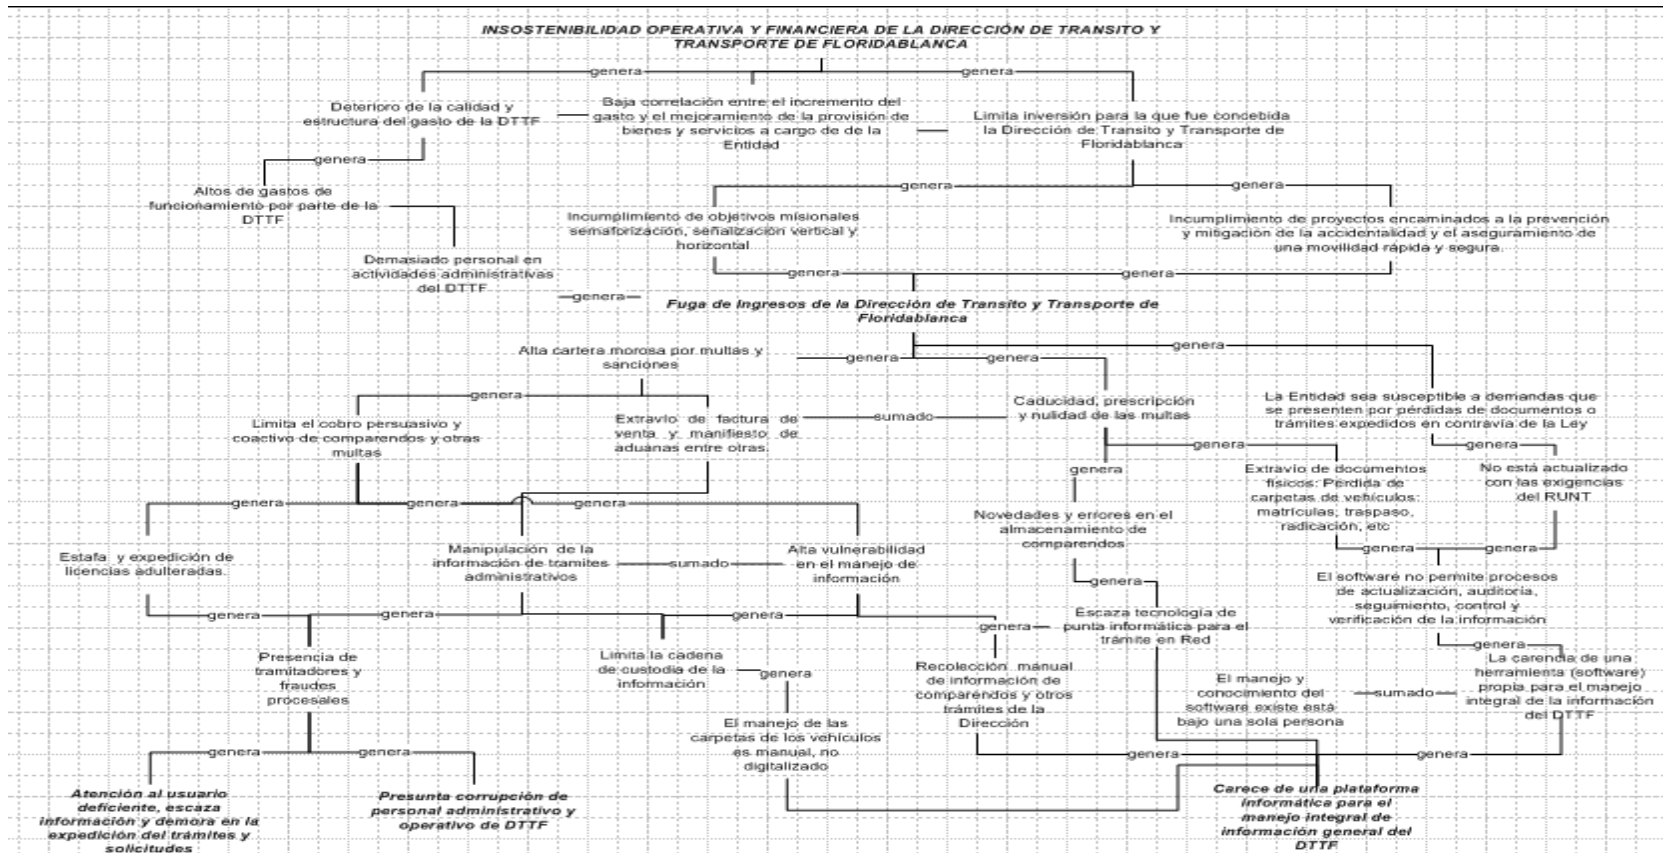 INSOSTENIBILIDAD OPERATIVA Y FINANCIERA DE LA DIRECCIÓN DE TRANSITO Y
TRANSPORTE DE FLORIDABLANCA
genera
genera
Deterioro de la calidad y
estructura del gasto de la DTTF
Baja correlación entre el incremento del
gasto y el mejoramiento de la provisión de
bienes y servicios a cargo de de la
Entidad
Limita inversión para la que fue concebida
la Dirección de Transito y Transporte de
Floridablanca
genera
genera
genera
Altos de gastos de
funcionamiento por parte de la
DTTF
Incumplimiento de objetivos misionales
semaforización, señalización vertical y
horizontal
Incumplimiento de proyectos encaminados a la prevención
y mitigación de la accidentalidad y el aseguramiento de
una movilidad rápida y segura.
Demasiado personal en
actividades administrativas
del DTTF
genera
genera
genera
Fuga de Ingresos de la Dirección de Transito y Transporte de
Floridablanca
genera
Alta cartera morosa por multas y
sanciones
genera
genera
genera
Limita el cobro persuasivo y
coactivo de comparendos y otras
multas
Extravío de factura de
venta y manifiesto de
aduanas entre otras.
sumado
Caducidad, prescripción
y nulidad de las multas
La Entidad sea susceptible a demandas que
se presenten por pérdidas de documentos o
trámites expedidos en contravía de la Ley
genera
genera
genera
Extravío de documentos
físicos: Pérdida de
carpetas de vehículos:
matrículas, traspaso,
radicación, etc
No está actualizado
con las exigencias
del RUNT
genera
genera
genera
Novedades y errores en el
almacenamiento de
comparendos
Estafa y expedición de
licencias adulteradas.
Manipulación de la
información de tramites
administrativos
sumado
Alta vulnerabilidad
en el manejo de
información
genera
genera
genera
El software no permite procesos
de actualización, auditoría,
seguimiento, control y
verificación de la información
genera
genera
genera
genera
Escaza tecnología de
punta informática para el
trámite en Red
genera
Presencia de
tramitadores y
fraudes
procesales
Limita la cadena
de custodia de la
información
genera
Recolección manual
de información de
comparendos y otros
trámites de la
Dirección
El manejo y
conocimiento del
software existe está
bajo una sola persona
sumado
La carencia de una
herramienta (software)
propia para el manejo
integral de la información
del DTTF
El manejo de las
carpetas de los vehículos
es manual, no
digitalizado
genera
genera
genera
genera
Atención al usuario
deficiente, escaza
información y demora en la
expedición del trámites y
solicitudes
Presunta corrupción de
personal administrativo y
operativo de DTTF
Carece de una plataforma
informática para el
manejo integral de
información general del
DTTF